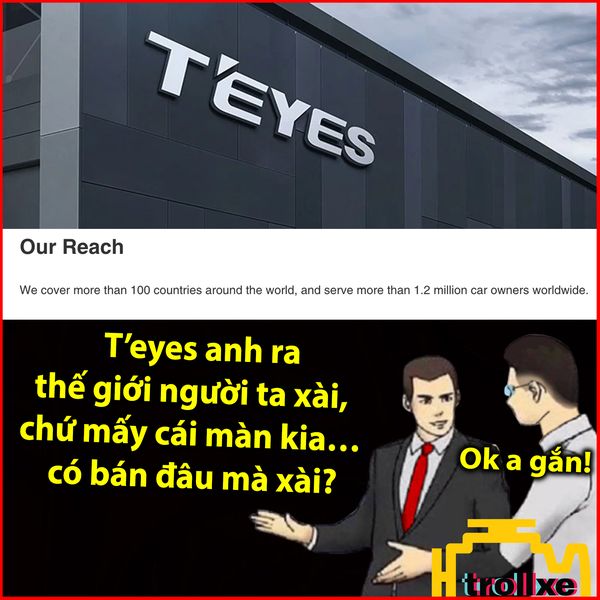 T'EYES
Our Reach
We cover more than 100 countries around the world, and serve more than 1.2 million car owners worldwide.
T'eyes anh ra
thế giới người ta xài,
chứ mấy cái màn kia...
có bán đâu mà xài?
Ok a gắn!
trollxe